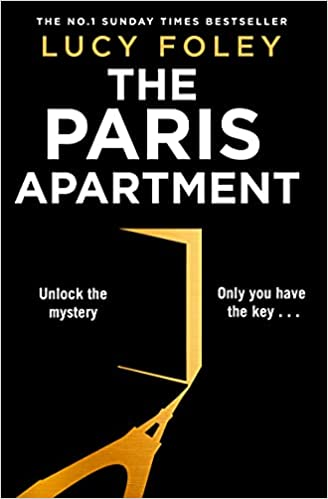 THE NO.1 SUNDAY TIMES BESTSELLER
LUCY FOLEY
THE
PARIS
APARTMENT
Unlock the
mystery
Only you have
the key . . .